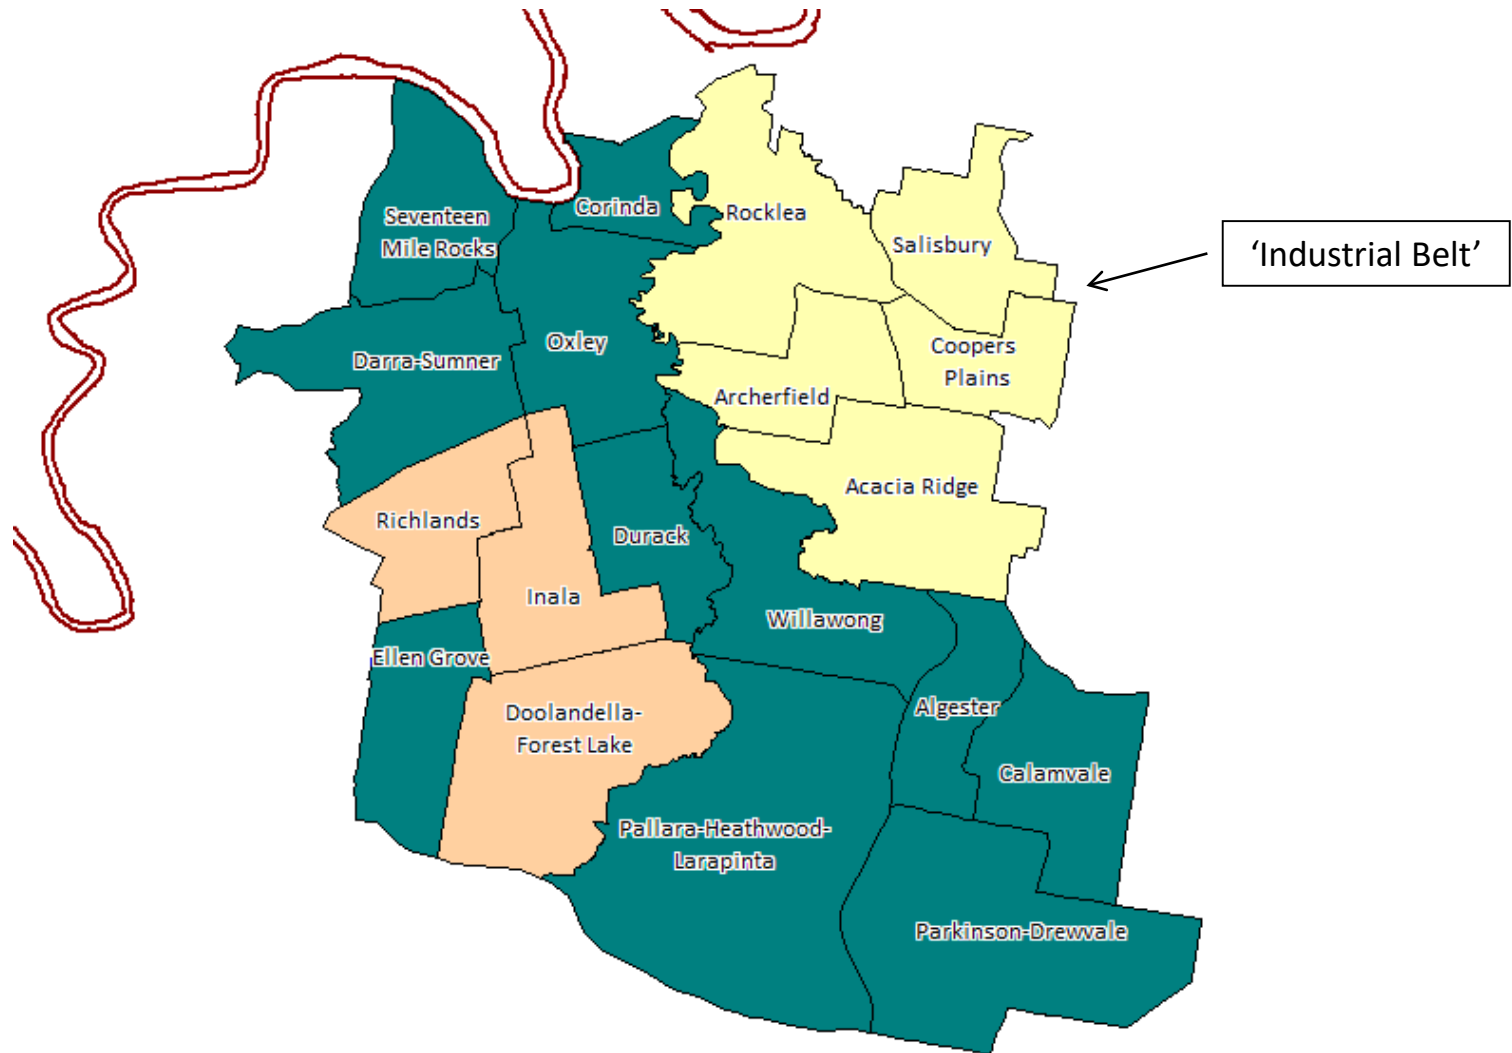 Seventeen
Mile Rocks
Corinda
Rocklea
Salisbury
'Industrial Belt'
Darra-Sumner
Oxley
Coopers
Plains
Archerfield
Acacia Ridge
Richlands
Durack
Inala
Willawong
Ellen Grove
Doolandella-
Forest Lake
Algester
Calamvale
Pallara-Heathwood-
Larapinta
Parkinson-Drewvale